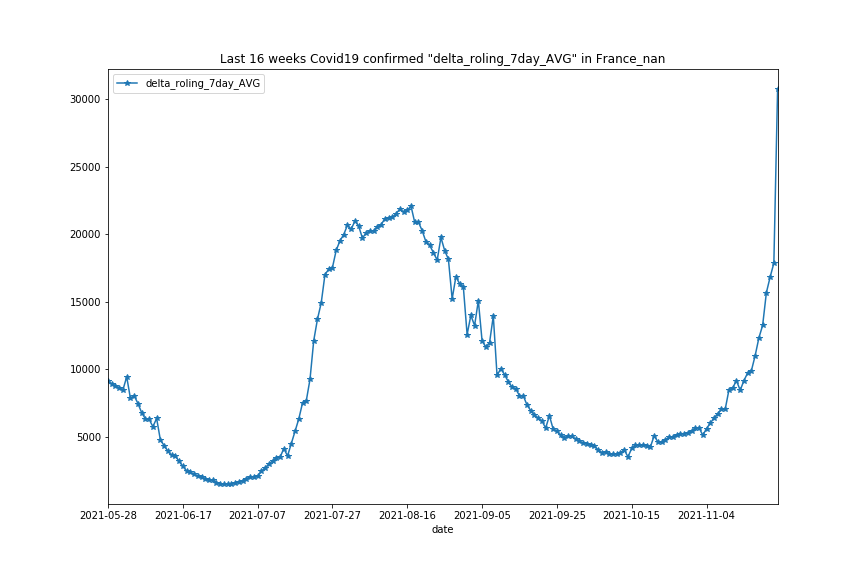 Last 16 weeks Covid19 confirmed "delta_roling_7day_AVG" in France_nan
delta_roling_7day_AVG
30000
25000
20000
15000
10000
5000
2021-05-28 2021-06-17 2021-07-07 2021-07-27 2021-08-16 2021-09-05 2021-09-25 2021-10-15 2021-11-04
date